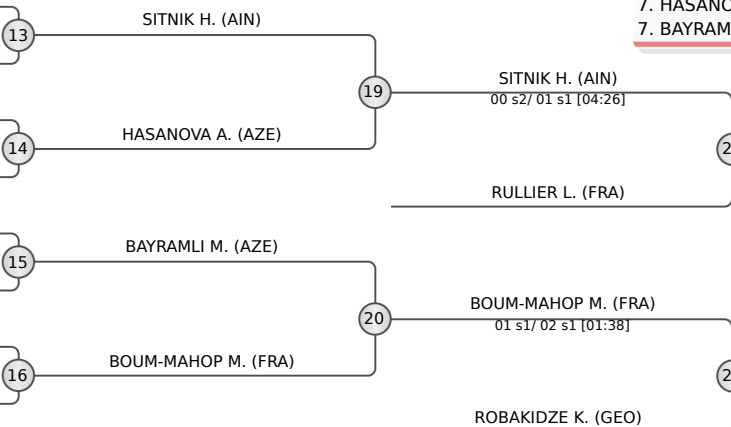 7. HASANO
7. BAYRAM
13
SITNIK H. (AIN)
19
SITNIK H. (AIN)
00 s2/ 01 s1 [04:26]
14
HASANOVA A. (AZE)
2
RULLIER L. (FRA)
15
BAYRAMLI M. (AZE)
20
BOUM-MAHOP M. (FRA)
01 s1/ 02 s1 [01:38]
16
BOUM-MAHOP M. (FRA)
2
ROBAKIDZE K. (GEO)